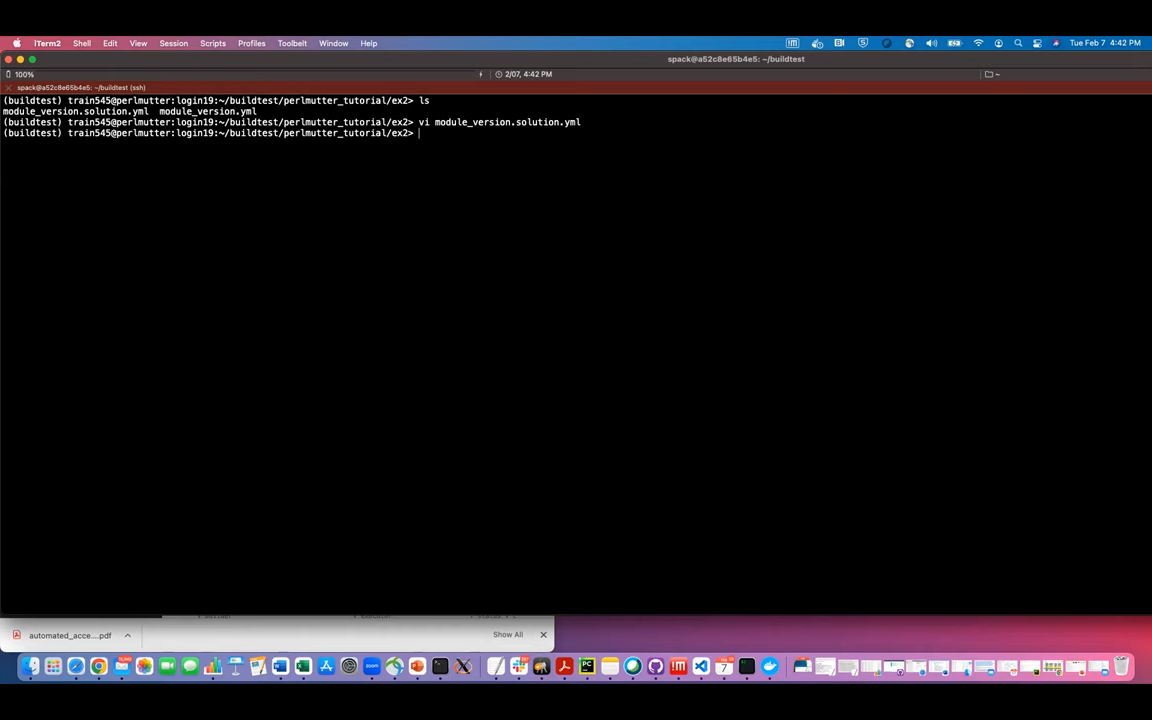 iTerm2 Shell Edit View Session Scripts Profiles Toolbelt Window Help Tue Feb 7 4:42 PM
spack@a52c8e65b4e5: ~/buildtest
100% 2/07, 4:42 PM ~
spack@a52c8e65b4e5: ~/buildtest (ssh)
(buildtest) train545@perlmutter:login19:~/buildtest/perlmutter_tutorial/ex2> ls
module_version.solution.yml module_version.yml
(buildtest) train545@perlmutter:login19:~/buildtest/perlmutter_tutorial/ex2> vi module_version.solution.yml
(buildtest) train545@perlmutter:login19:~/buildtest/perlmutter_tutorial/ex2>
automated_acce....pdf Show All